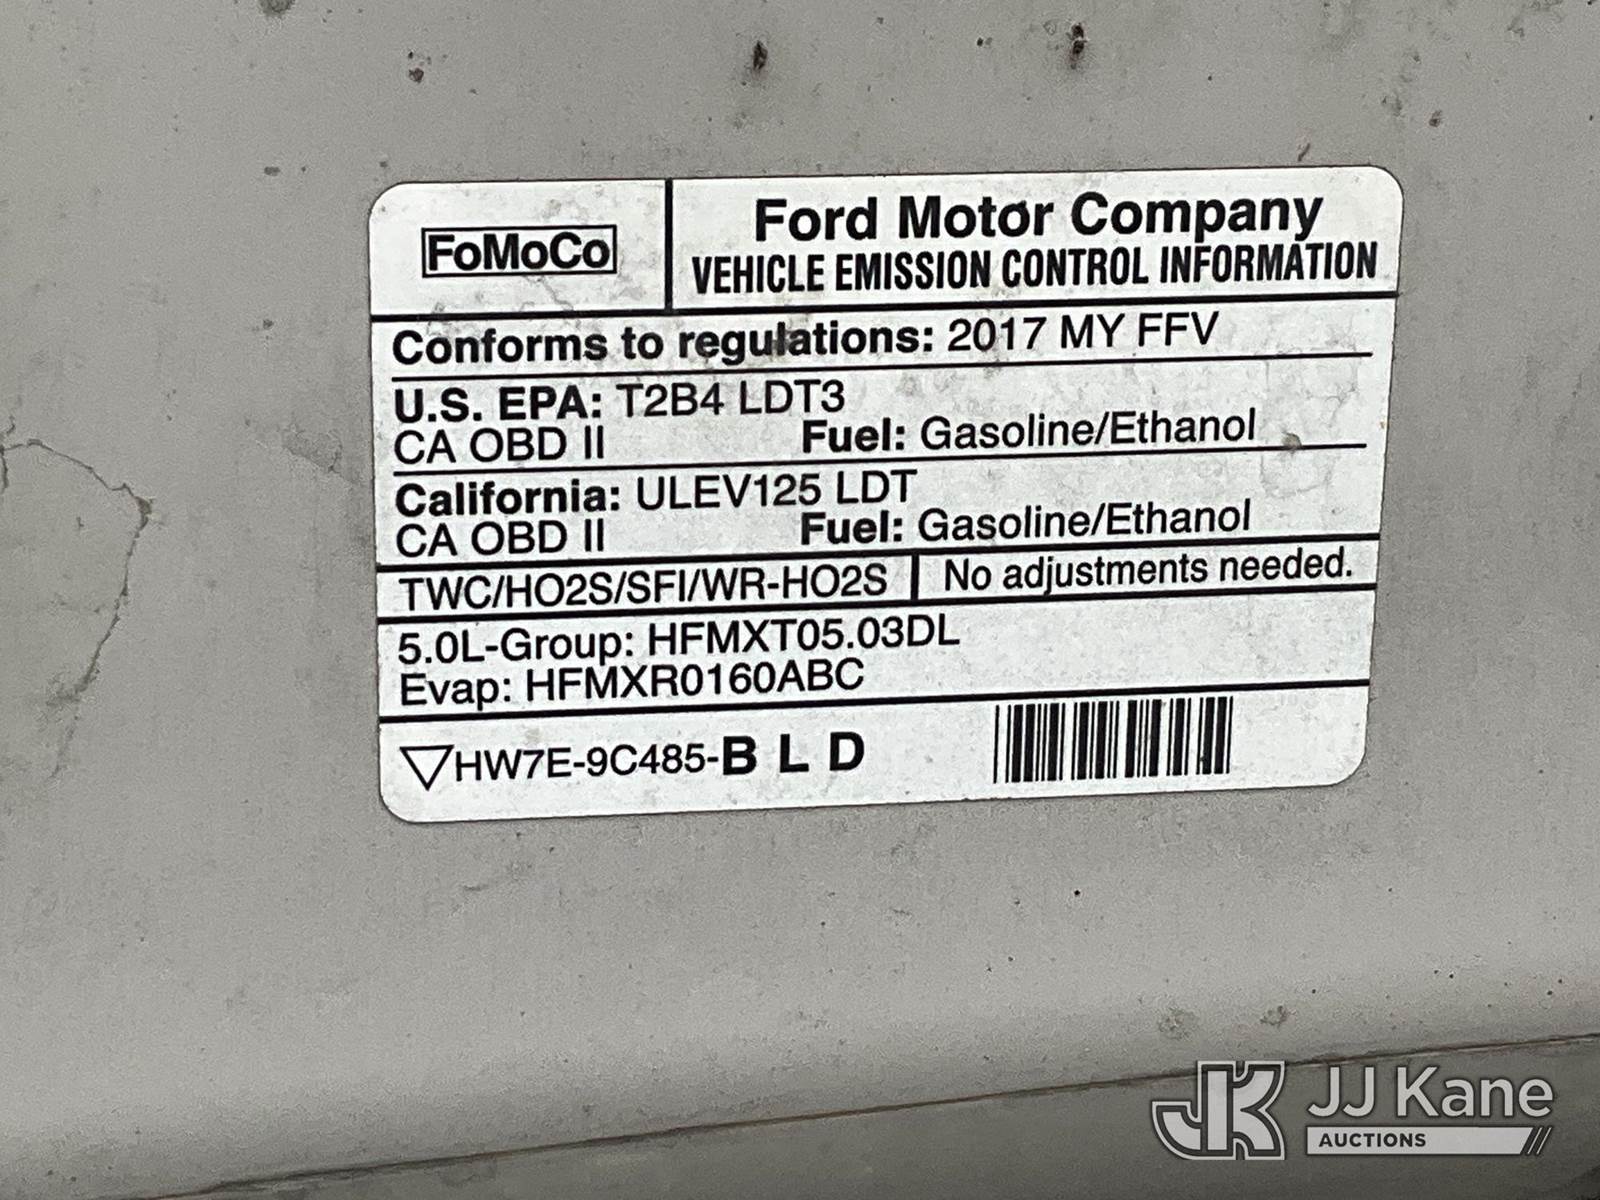 FoMoCo
Ford Motor Company
VEHICLE EMISSION CONTROL INFORMATION
Conforms to regulations: 2017 MY FFV
U.S. EPA: T2B4 LDT3
CA OBD II Fuel: Gasoline/Ethanol
California: ULEV125 LDT
CA OBD II Fuel: Gasoline/Ethanol
TWC/HO2S/SFI/WR-HO2S No adjustments needed.
5.0L-Group: HFMXT05.03DL
Evap: HFMXR0160ABC
HW7E-9C485-B L D
JK JJ Kane
AUCTIONS